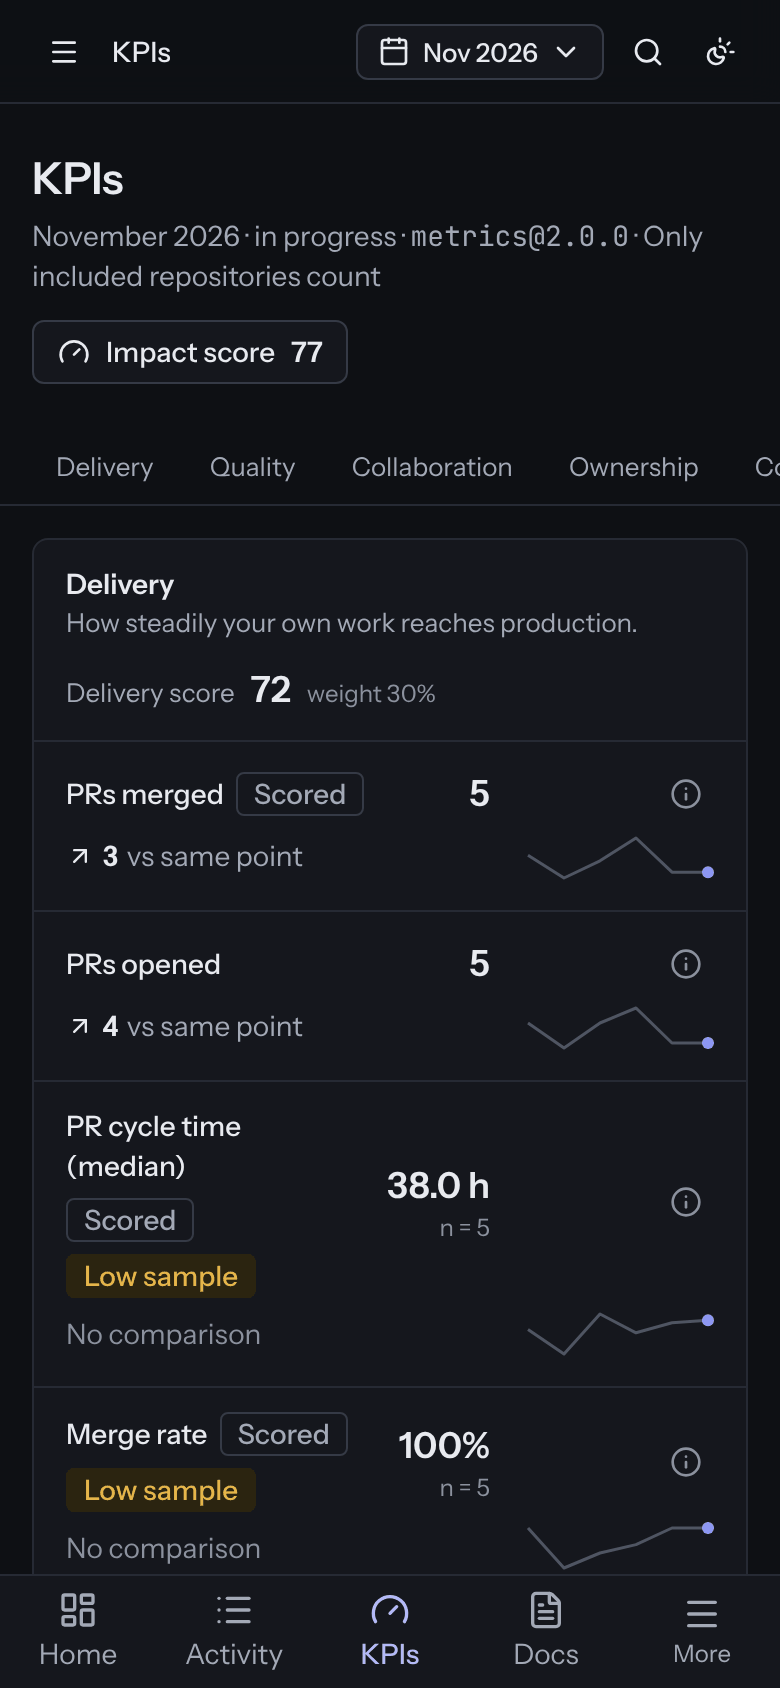 KPIs
Nov 2026
KPIs
November 2026 · in progress · metrics@2.0.0 · Only
included repositories count
Impact score 77
Delivery Quality Collaboration Ownership Co
Delivery
How steadily your own work reaches production.
Delivery score 72 weight 30%
PRs merged Scored 5
3 vs same point
PRs opened 5
4 vs same point
PR cycle time
(median)
38.0 h
Scored
n = 5
Low sample
No comparison
Merge rate Scored 100%
Low sample n = 5
No comparison
Home Activity KPIs Docs More